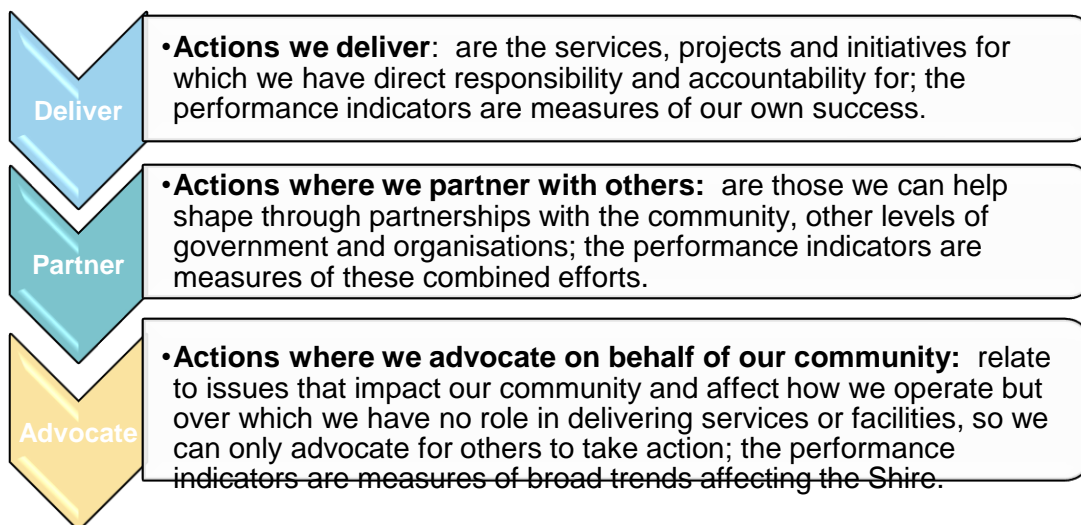 Deliver
•Actions we deliver:  are the services, projects and initiatives for
which we have direct responsibility and accountability for; the
performance indicators are measures of our own success.
Partner
•Actions where we partner with others:  are those we can help
shape through partnerships with the community, other levels of
government and organisations; the performance indicators are
measures of these combined efforts.
Advocate
•Actions where we advocate on behalf of our community:  relate
to issues that impact our community and affect how we operate but
over which we have no role in delivering services or facilities, so we
can only advocate for others to take action; the performance
indicators are measures of broad trends affecting the Shire.